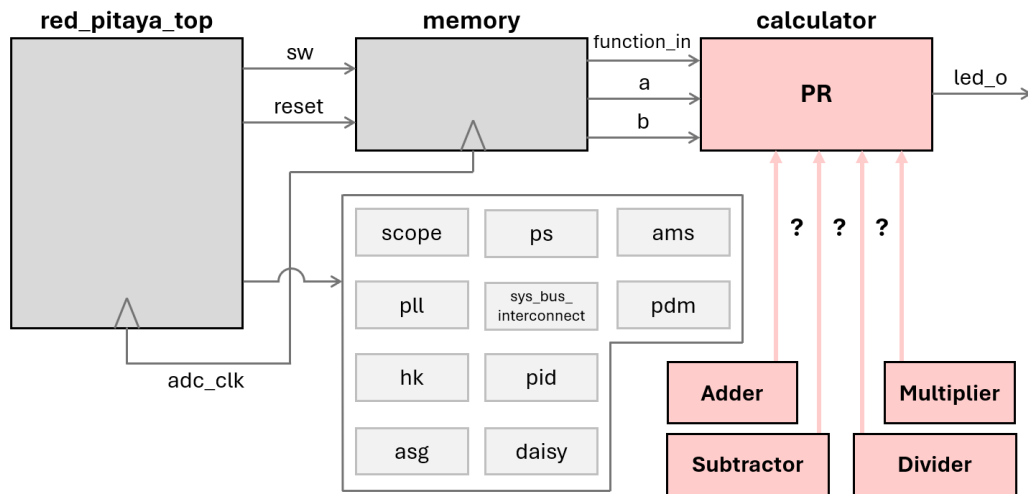 red_pitaya_top
memory
calculator
sw
reset
function_in
a
b
PR
led_o
scope
ps
ams
? ? ?
pll
sys_bus_
interconnect
pdm
adc_clk
hk
pid
Adder
Multiplier
asg
daisy
Subtractor
Divider